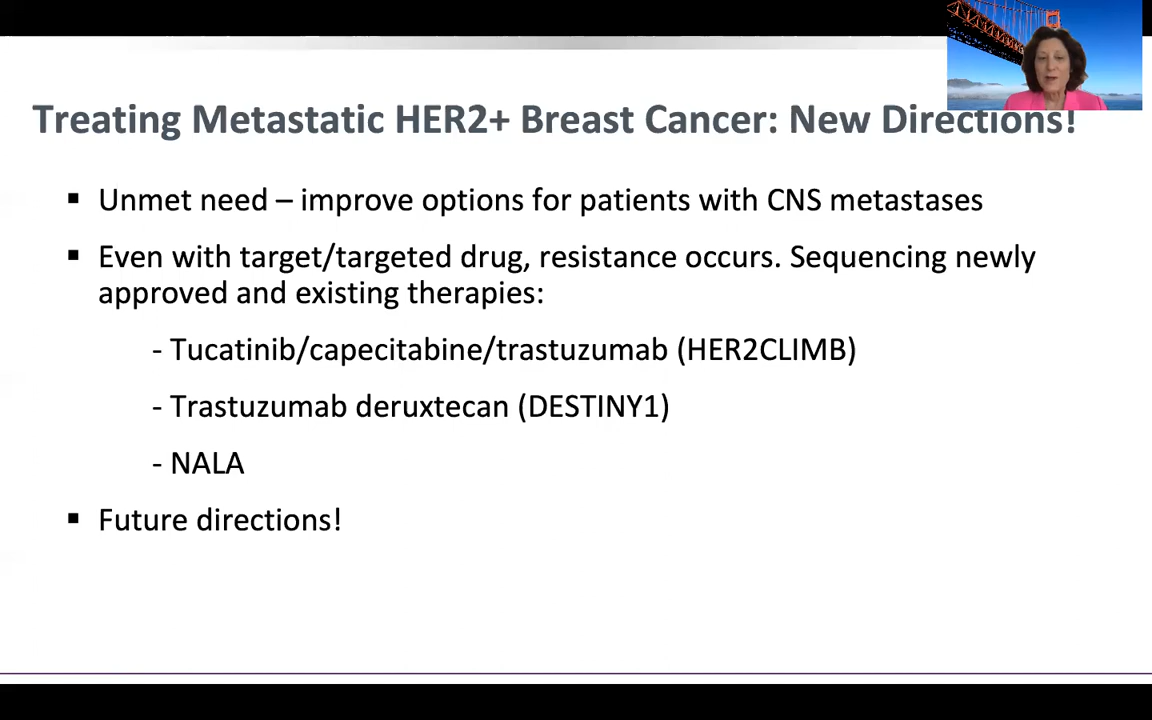 Treating Metastatic HER2+ Breast Cancer: New Directions!
▪ Unmet need – improve options for patients with CNS metastases
▪ Even with target/targeted drug, resistance occurs. Sequencing newly
approved and existing therapies:
- Tucatinib/capecitabine/trastuzumab (HER2CLIMB)
- Trastuzumab deruxtecan (DESTINY1)
- NALA
▪ Future directions!